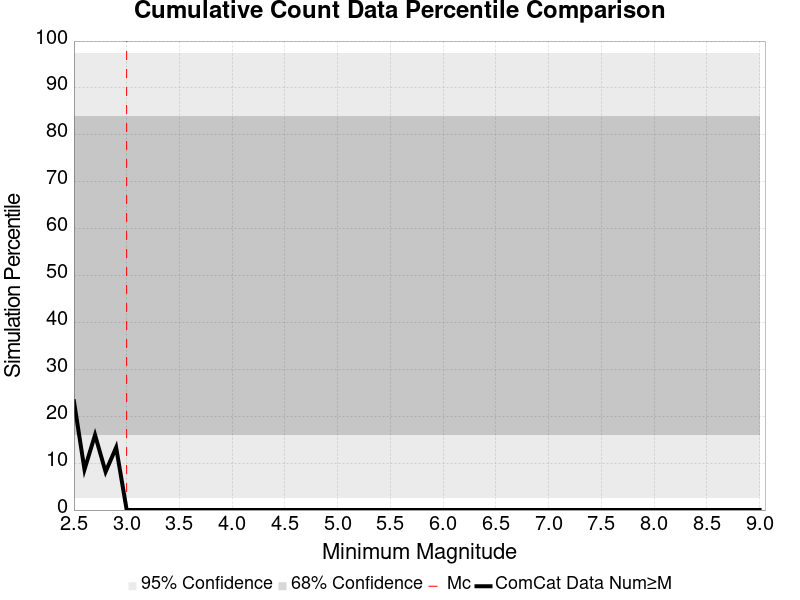 Cumulative Count Data Percentile Comparison
Simulation Percentile
100
90
80
70
60
50
40
30
20
10
0
2.5 3.0 3.5 4.0 4.5 5.0 5.5 6.0 6.5 7.0 7.5 8.0 8.5 9.0
Minimum Magnitude
95% Confidence 68% Confidence Mc ComCat Data Num≥M